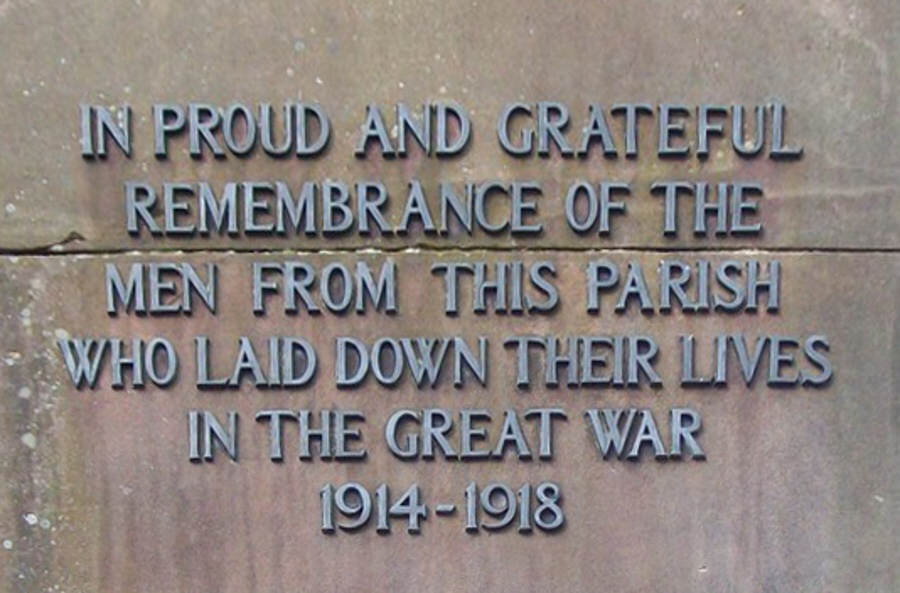 IN PROUD AND GRATEFUL
REMEMBRANCE OF THE
MEN FROM THIS PARISH
WHO LAID DOWN THEIR LIVES
IN THE GREAT WAR
1914-1918